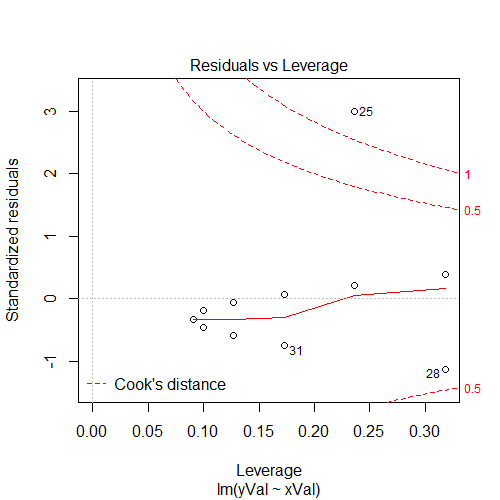 Residuals vs Leverage
Standardized residuals
3
2
1
0
-1
25
31
28
1
0.5
0.5
Cook's distance
0.00 0.05 0.10 0.15 0.20 0.25 0.30
Leverage
lm(yVal ~ xVal)